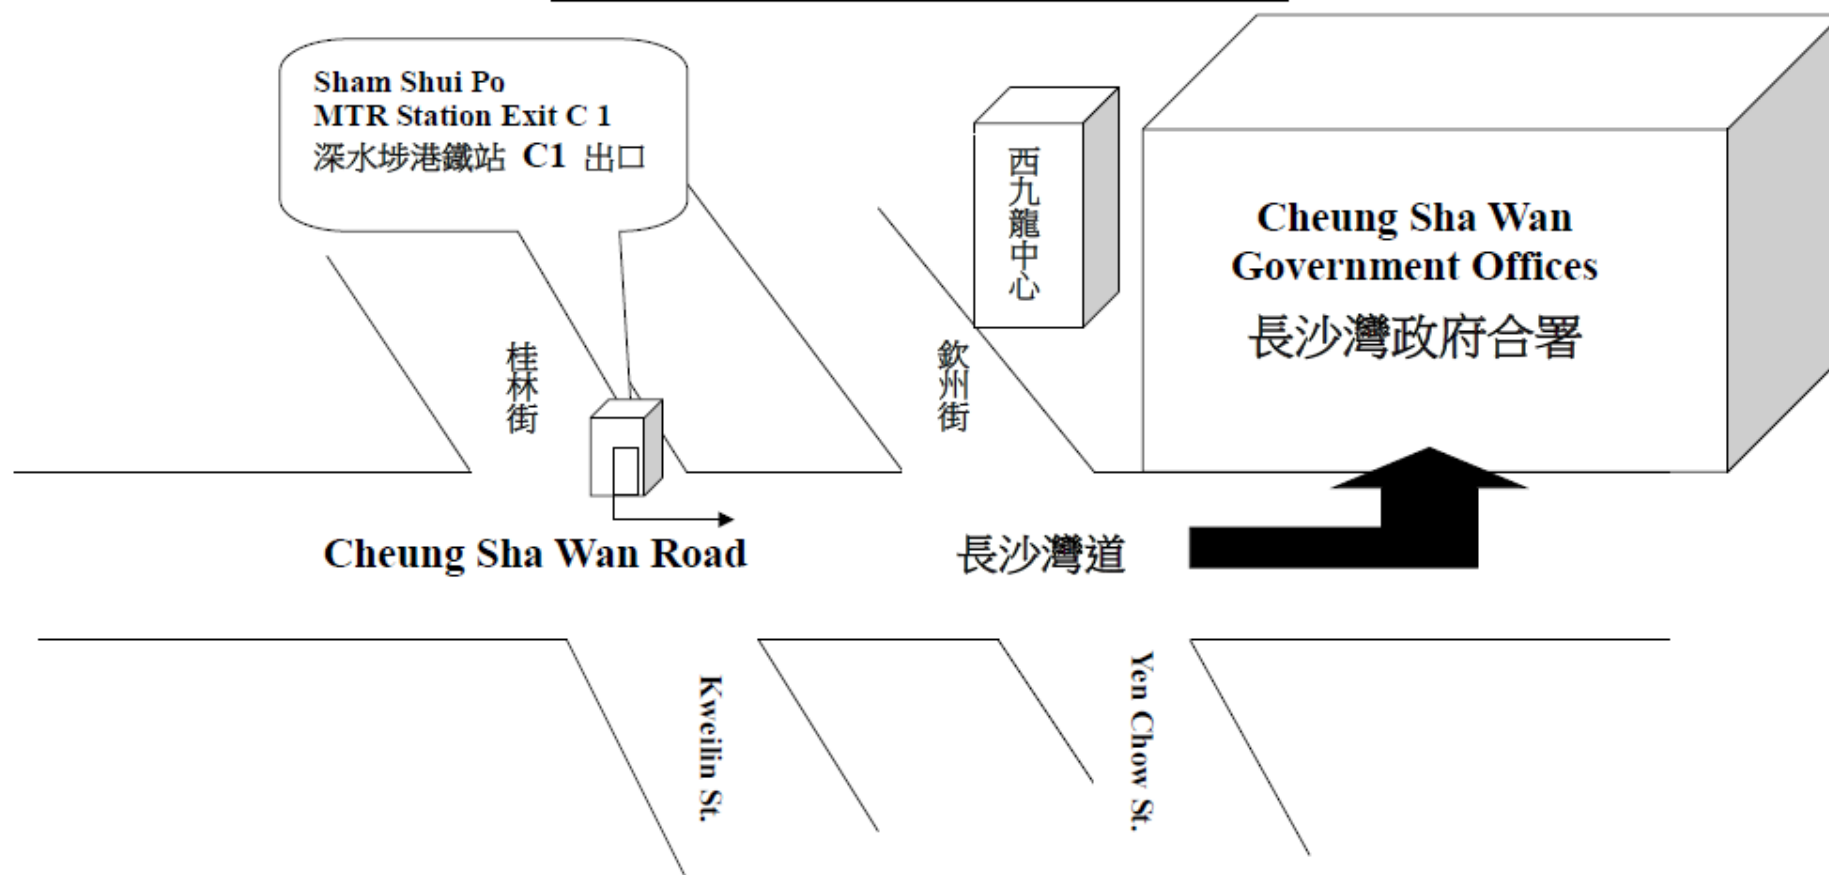 Sham Shui Po
MTR Station Exit C 1
深水埗港鐵站 C1 出口
西九龍中心
Cheung Sha Wan
Government Offices
長沙灣政府合署
桂林街
欽州街
Cheung Sha Wan Road
長沙灣道
Kweilin St.
Yen Chow St.